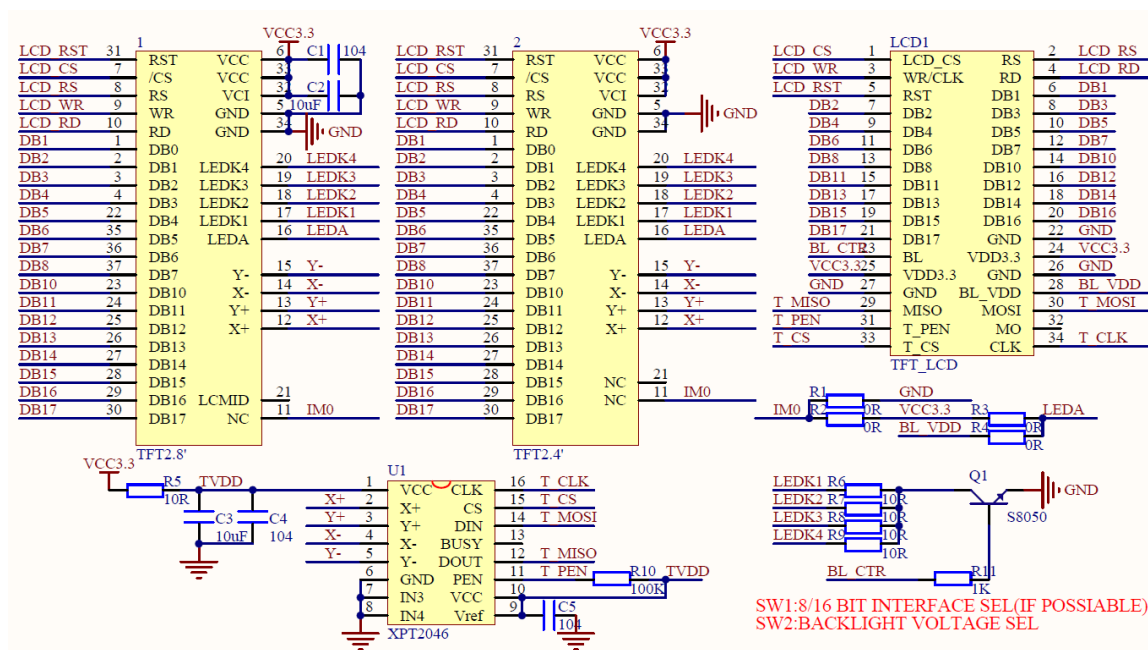 1
LCD_RST 31 RST VCC 6 VCC3.3
LCD_CS 7 /CS VCC 33 C1 104
LCD_RS 8 RS VCI 32 C2 10uF
LCD_WR 9 WR GND 5
LCD_RD 10 RD GND 34 GND
DB1 1 DB0
DB2 2 DB1 LEDK4 20 LEDK4
DB3 3 DB2 LEDK3 19 LEDK3
DB4 4 DB3 LEDK2 18 LEDK2
DB5 22 DB4 LEDK1 17 LEDK1
DB6 35 DB5 LEDA 16 LEDA
DB7 36 DB6
DB8 37 DB7 Y- 15 Y-
DB10 23 DB10 X- 14 X-
DB11 24 DB11 Y+ 13 Y+
DB12 25 DB12 X+ 12 X+
DB13 26 DB13
DB14 27 DB14
DB15 28 DB15
DB16 29 DB16 LCMID 21
DB17 30 DB17 NC 11 IM0
TFT2.8'
2
LCD_RST 31 RST VCC 6 VCC3.3
LCD_CS 7 /CS VCC 33
LCD_RS 8 RS VCI 32
LCD_WR 9 WR GND 5
LCD_RD 10 RD GND 34 GND
DB1 1 DB0
DB2 2 DB1 LEDK4 20 LEDK4
DB3 3 DB2 LEDK3 19 LEDK3
DB4 4 DB3 LEDK2 18 LEDK2
DB5 22 DB4 LEDK1 17 LEDK1
DB6 35 DB5 LEDA 16 LEDA
DB7 36 DB6
DB8 37 DB7 Y- 15 Y-
DB10 23 DB10 X- 14 X-
DB11 24 DB11 Y+ 13 Y+
DB12 25 DB12 X+ 12 X+
DB13 26 DB13
DB14 27 DB14
DB15 28 DB15 NC 21
DB16 29 DB16 NC 11 IM0
DB17 30 DB17
TFT2.4'
LCD1
LCD_CS 1 LCD_CS RS 2 LCD_RS
LCD_WR 3 WR/CLK RD 4 LCD_RD
LCD_RST 5 RST DB1 6 DB1
DB2 7 DB2 DB3 8 DB3
DB4 9 DB4 DB5 10 DB5
DB6 11 DB6 DB7 12 DB7
DB8 13 DB8 DB10 14 DB10
DB11 15 DB11 DB12 16 DB12
DB13 17 DB13 DB14 18 DB14
DB15 19 DB15 DB16 20 DB16
DB17 21 DB17 GND 22 GND
BL_CTR 23 BL VDD3.3 24 VCC3.3
VCC3.3 25 VDD3.3 GND 26 GND
GND 27 GND BL_VDD 28 BL_VDD
T_MISO 29 MISO MOSI 30 T_MOSI
T_PEN 31 T_PEN MO 32
T_CS 33 T_CS CLK 34 T_CLK
TFT_LCD
R1 0R GND
IM0 R2 0R VCC3.3 R3 0R LEDA
BL_VDD R4 0R
VCC3.3 R5 10R TVDD
C3 10uF C4 104
U1
1 VCC CLK 16 T_CLK
X+ 2 X+ CS 15 T_CS
Y+ 3 Y+ DIN 14 T_MOSI
X- 4 X- BUSY 13
Y- 5 Y- DOUT 12 T_MISO
6 GND PEN 11 T_PEN R10 100K TVDD
7 IN3 VCC 10
8 IN4 Vref 9 C5 104
XPT2046
LEDK1 R6 10R Q1 GND
LEDK2 R7 10R S8050
LEDK3 R8 10R
LEDK4 R9 10R
BL_CTR R11 1K
SW1:8/16 BIT INTERFACE SEL(IF POSSIABLE)
SW2:BACKLIGHT VOLTAGE SEL